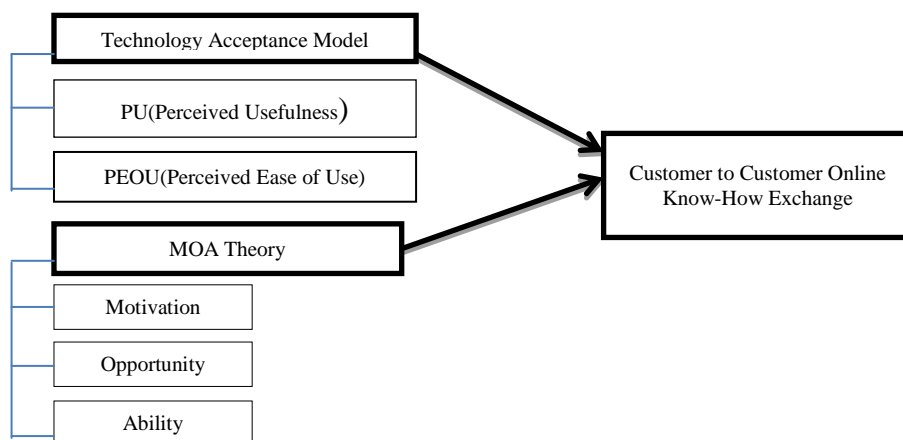 Technology Acceptance Model
PU(Perceived Usefulness)
PEOU(Perceived Ease of Use)
Customer to Customer Online
Know-How Exchange
MOA Theory
Motivation
Opportunity
Ability